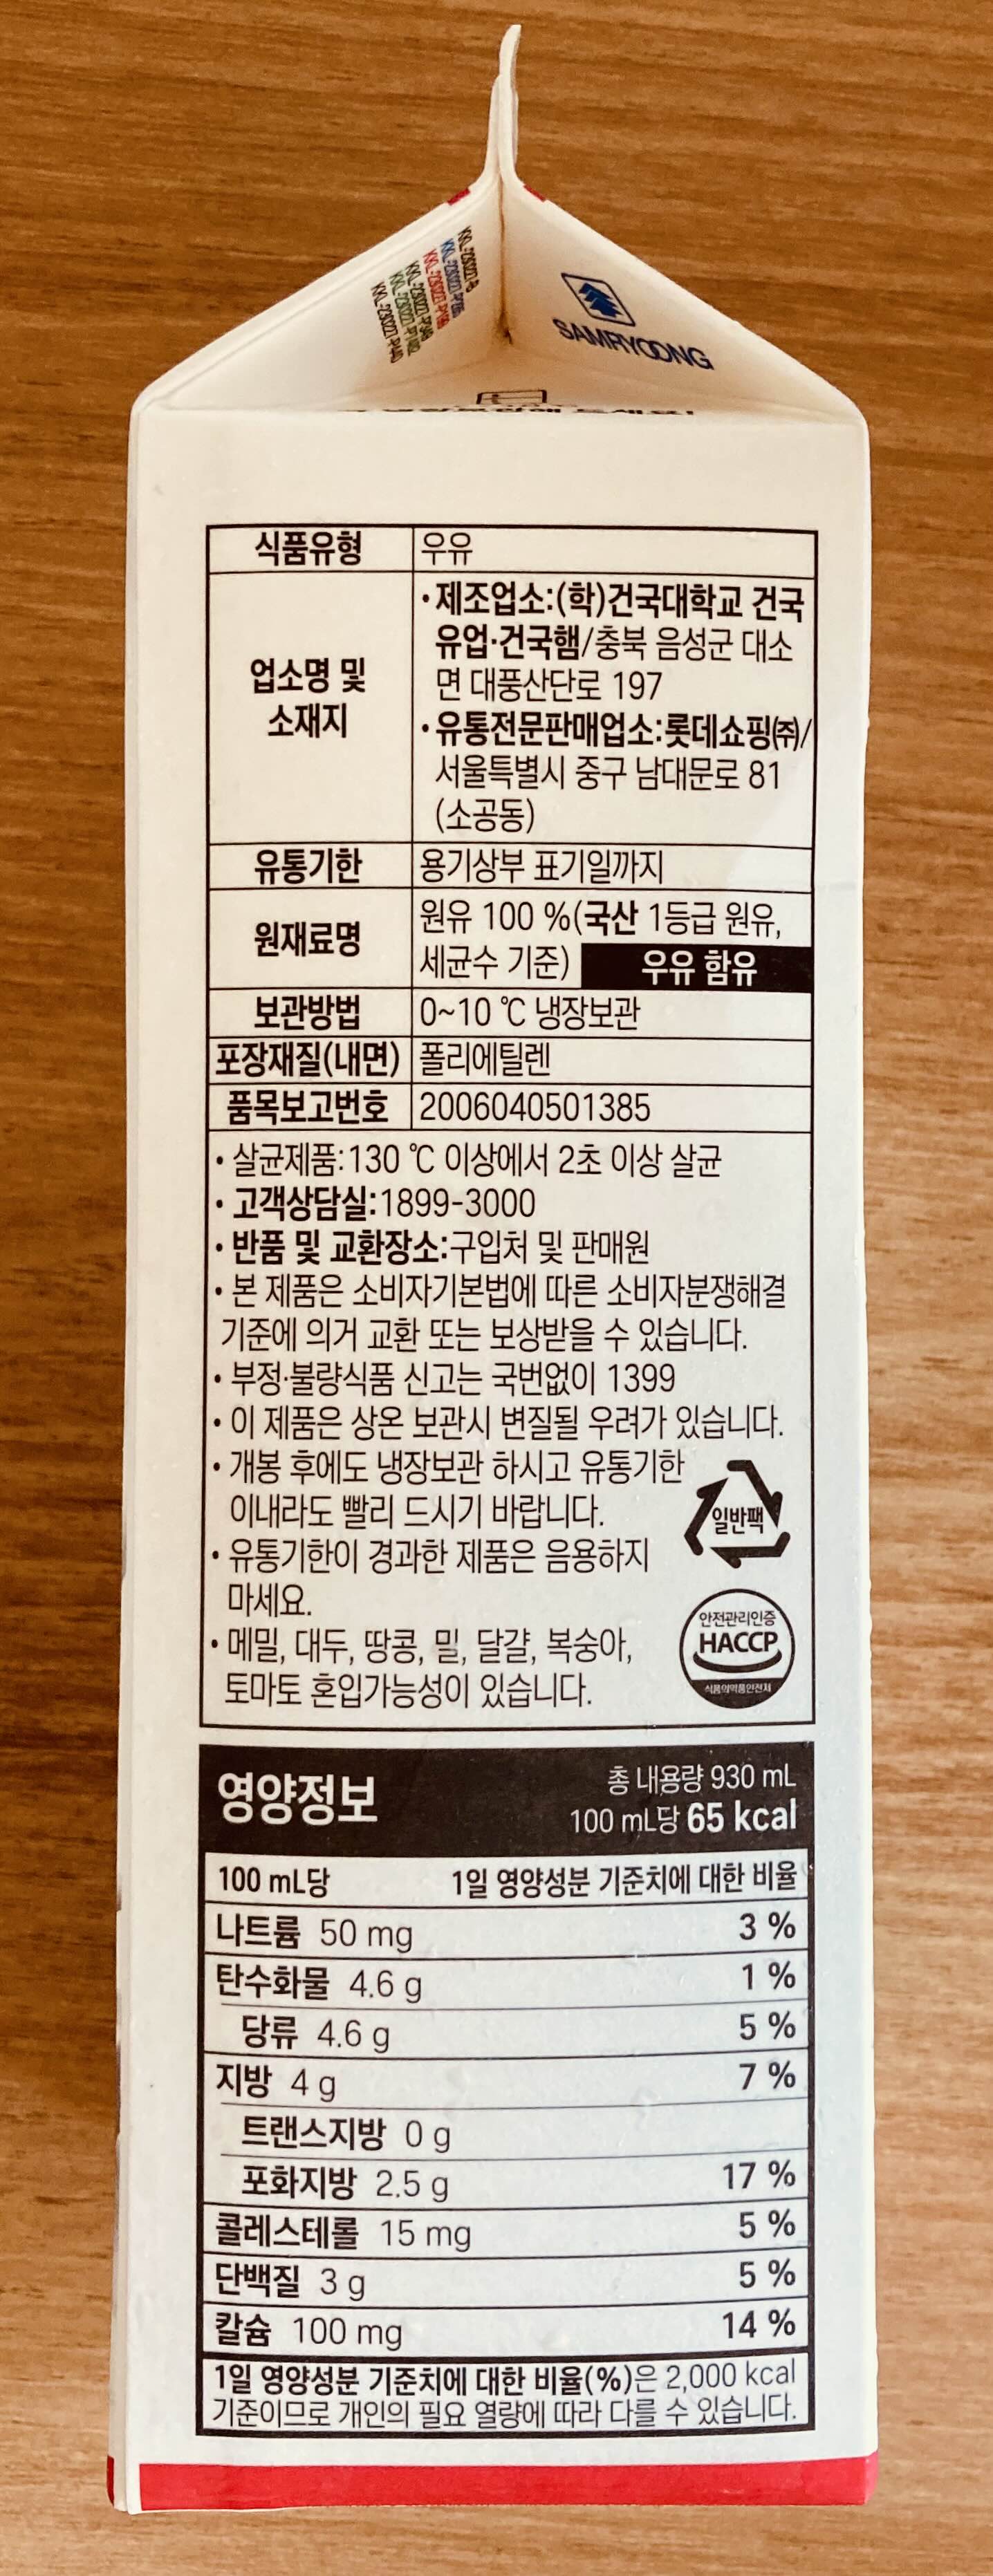 SAMRYOONG
식품유형 우유
업소명 및
소재지
• 제조업소:(학)건국대학교 건국
유업·건국햄/충북 음성군 대소
면 대풍산단로 197
• 유통전문판매업소:롯데쇼핑㈜/
서울특별시 중구 남대문로 81
(소공동)
유통기한 용기상부 표기일까지
원재료명
원유 100 %(국산 1등급 원유,
세균수 기준) 우유 함유
보관방법 0~10 ℃ 냉장보관
포장재질(내면) 폴리에틸렌
품목보고번호 2006040501385
• 살균제품:130 ℃ 이상에서 2초 이상 살균
• 고객상담실:1899-3000
• 반품 및 교환장소:구입처 및 판매원
• 본 제품은 소비자기본법에 따른 소비자분쟁해결
기준에 의거 교환 또는 보상받을 수 있습니다.
• 부정·불량식품 신고는 국번없이 1399
• 이 제품은 상온 보관시 변질될 우려가 있습니다.
• 개봉 후에도 냉장보관 하시고 유통기한
이내라도 빨리 드시기 바랍니다.
• 유통기한이 경과한 제품은 음용하지
마세요.
• 메밀, 대두, 땅콩, 밀, 달걀, 복숭아,
토마토 혼입가능성이 있습니다.
일반팩
안전관리인증
HACCP
식품의약품안전처
영양정보
총 내용량 930 mL
100 mL당 65 kcal
100 mL당 1일 영양성분 기준치에 대한 비율
나트륨 50 mg 3 %
탄수화물 4.6 g 1 %
당류 4.6 g 5 %
지방 4 g 7 %
트랜스지방 0 g
포화지방 2.5 g 17 %
콜레스테롤 15 mg 5 %
단백질 3 g 5 %
칼슘 100 mg 14 %
1일 영양성분 기준치에 대한 비율(%)은 2,000 kcal
기준이므로 개인의 필요 열량에 따라 다를 수 있습니다.